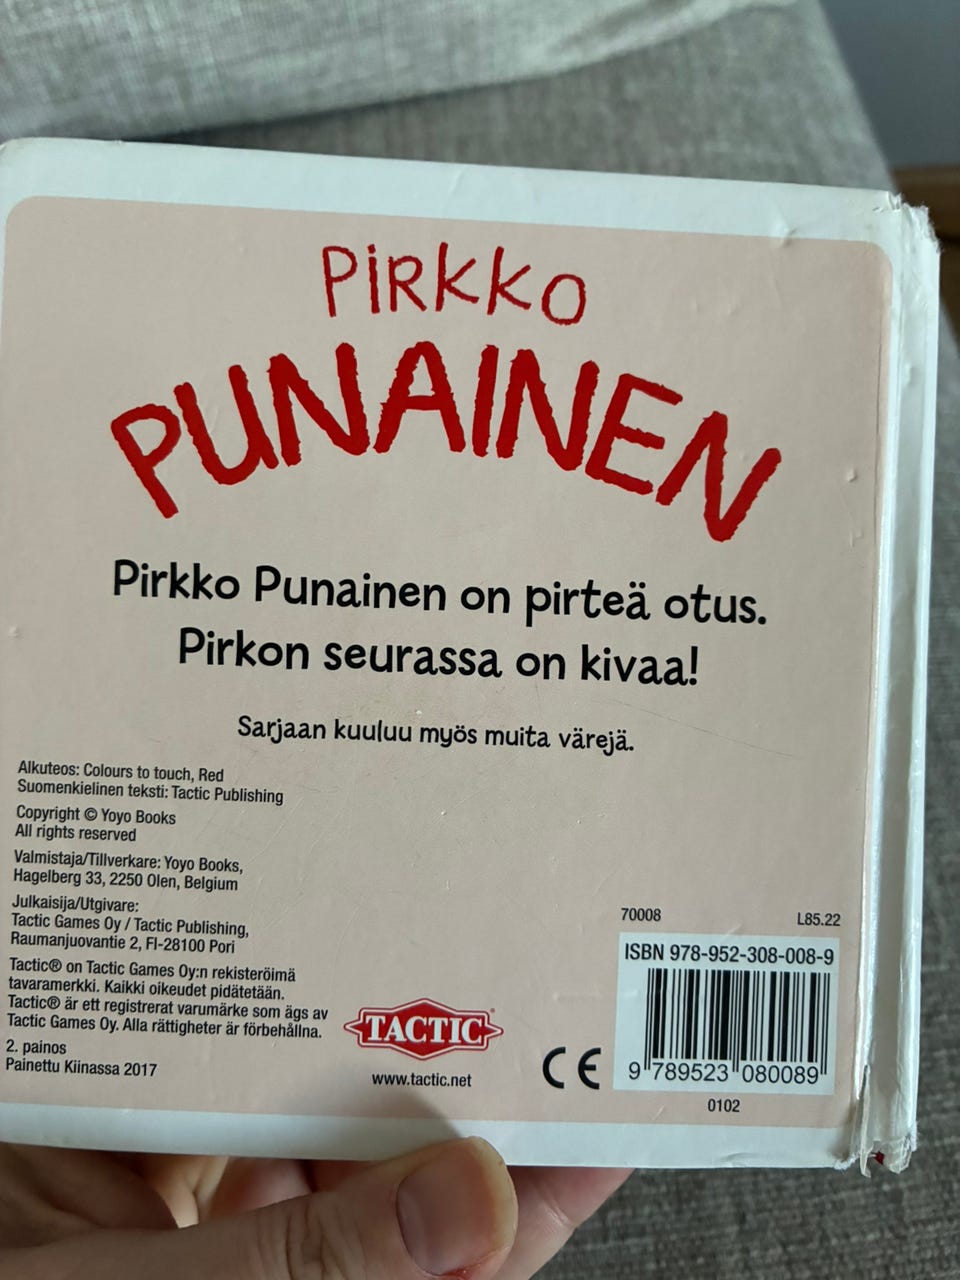 PiRKKO
PUNAINEN
Pirkko Punainen on pirteä otus.
Pirkon seurassa on kivaa!
Sarjaan kuuluu myös muita värejä.
Alkuteos: Colours to touch, Red
Suomenkielinen teksti: Tactic Publishing
Copyright © Yoyo Books
All rights reserved
Valmistaja/Tillverkare: Yoyo Books,
Hagelberg 33, 2250 Olen, Belgium
Julkaisija/Utgivare:
Tactic Games Oy / Tactic Publishing,
Raumanjuovantie 2, FI-28100 Pori
Tactic® on Tactic Games Oy:n rekisteröimä
tavaramerkki. Kaikki oikeudet pidätetään.
Tactic® är ett registrerat varumärke som ägs av
Tactic Games Oy. Alla rättigheter är förbehållna.
2. painos
Painettu Kiinassa 2017
TACTIC®
www.tactic.net
CE
70008 L85.22
ISBN 978-952-308-008-9
9 789523 080089
0102